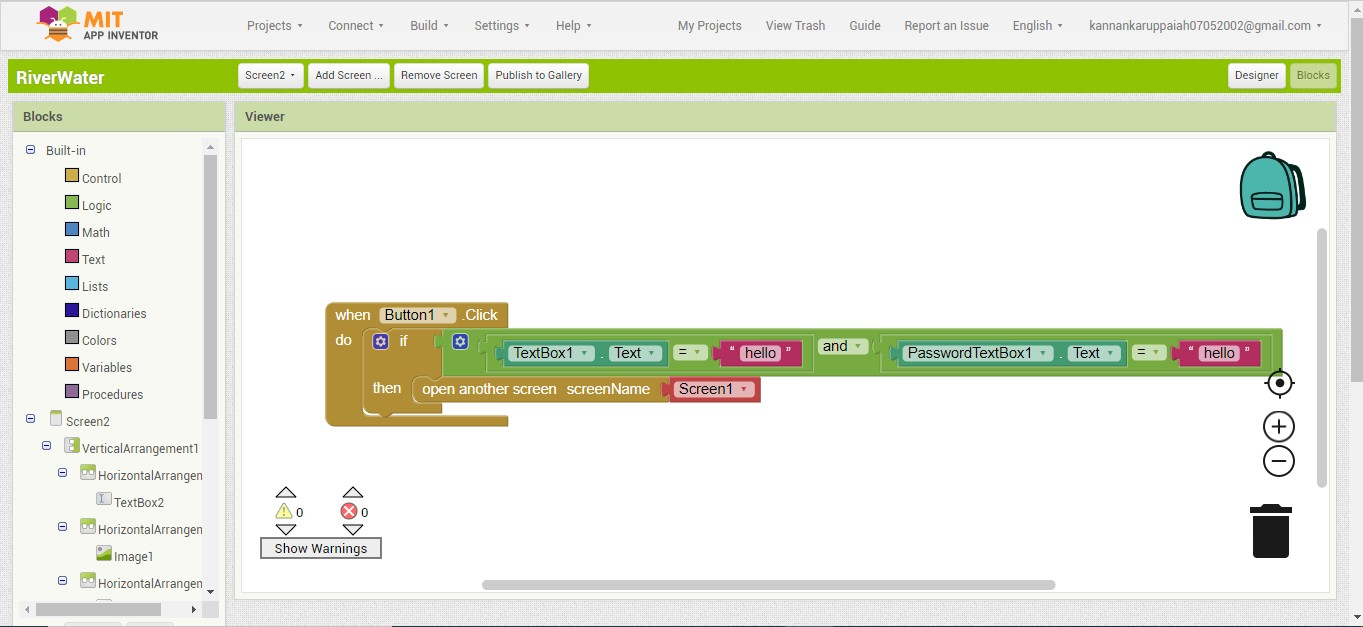 MIT
APP INVENTOR
Projects Connect Build Settings Help My Projects View Trash Guide Report an Issue English kannankaruppaiah07052002@gmail.com
RiverWater Screen2 Add Screen ... Remove Screen Publish to Gallery Designer Blocks
Blocks Viewer
Built-in
Control
Logic
Math
Text
Lists
Dictionaries
Colors
Variables
Procedures
Screen2
VerticalArrangement1
HorizontalArrangen
TextBox2
HorizontalArrangen
Image1
HorizontalArrangen
when Button1 .Click
do if TextBox1 . Text = “ hello ” and PasswordTextBox1 . Text = “ hello ”
then open another screen screenName Screen1
0 0
Show Warnings